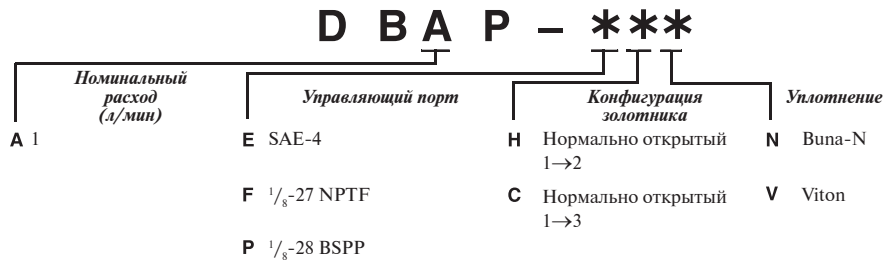 D B A P – * * *
Номинальный расход (л/мин)
Управляющий порт
Конфигурация золотника
Уплотнение
A 1
E SAE-4
H Нормально открытый 1→2
N Buna-N
F 1/8-27 NPTF
C Нормально открытый 1→3
V Viton
P 1/8-28 BSPP